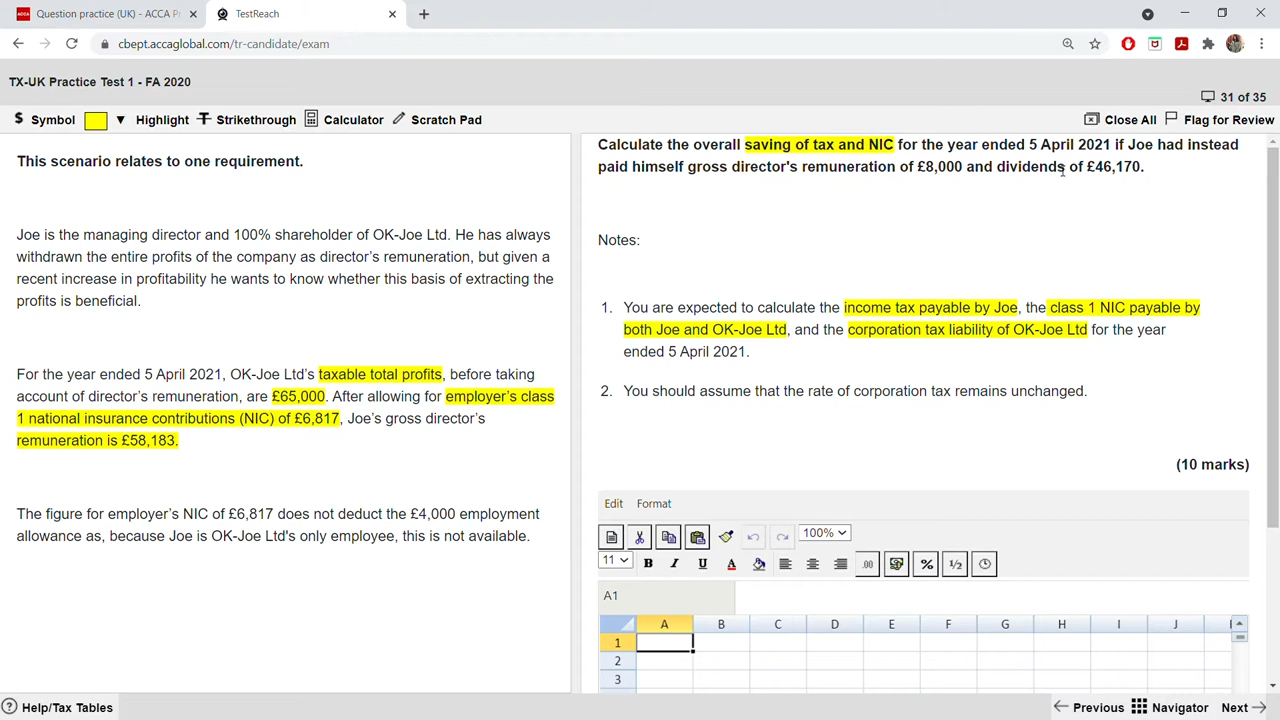 Question practice (UK) - ACCA Pr
TestReach
cbept.accaglobal.com/tr-candidate/exam
TX-UK Practice Test 1 - FA 2020
31 of 35
$ Symbol Highlight Strikethrough Calculator Scratch Pad
Close All Flag for Review
This scenario relates to one requirement.
Joe is the managing director and 100% shareholder of OK-Joe Ltd. He has always
withdrawn the entire profits of the company as director's remuneration, but given a
recent increase in profitability he wants to know whether this basis of extracting the
profits is beneficial.
For the year ended 5 April 2021, OK-Joe Ltd's taxable total profits, before taking
account of director's remuneration, are £65,000. After allowing for employer's class
1 national insurance contributions (NIC) of £6,817, Joe's gross director's
remuneration is £58,183.
The figure for employer's NIC of £6,817 does not deduct the £4,000 employment
allowance as, because Joe is OK-Joe Ltd's only employee, this is not available.
Calculate the overall saving of tax and NIC for the year ended 5 April 2021 if Joe had instead
paid himself gross director's remuneration of £8,000 and dividends of £46,170.
Notes:
1. You are expected to calculate the income tax payable by Joe, the class 1 NIC payable by
both Joe and OK-Joe Ltd, and the corporation tax liability of OK-Joe Ltd for the year
ended 5 April 2021.
2. You should assume that the rate of corporation tax remains unchanged.
(10 marks)
Edit Format
100%
11 B I U A .00 % 1/2
A1
A B C D E F G H I J
1
2
3
Help/Tax Tables
Previous Navigator Next